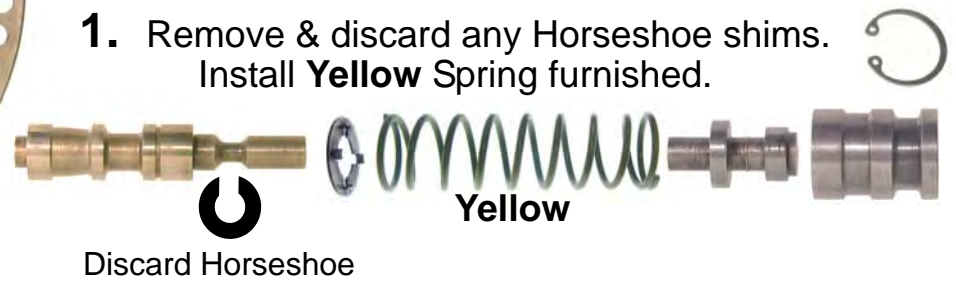 1. Remove & discard any Horseshoe shims.
Install Yellow Spring furnished.
Yellow
Discard Horseshoe